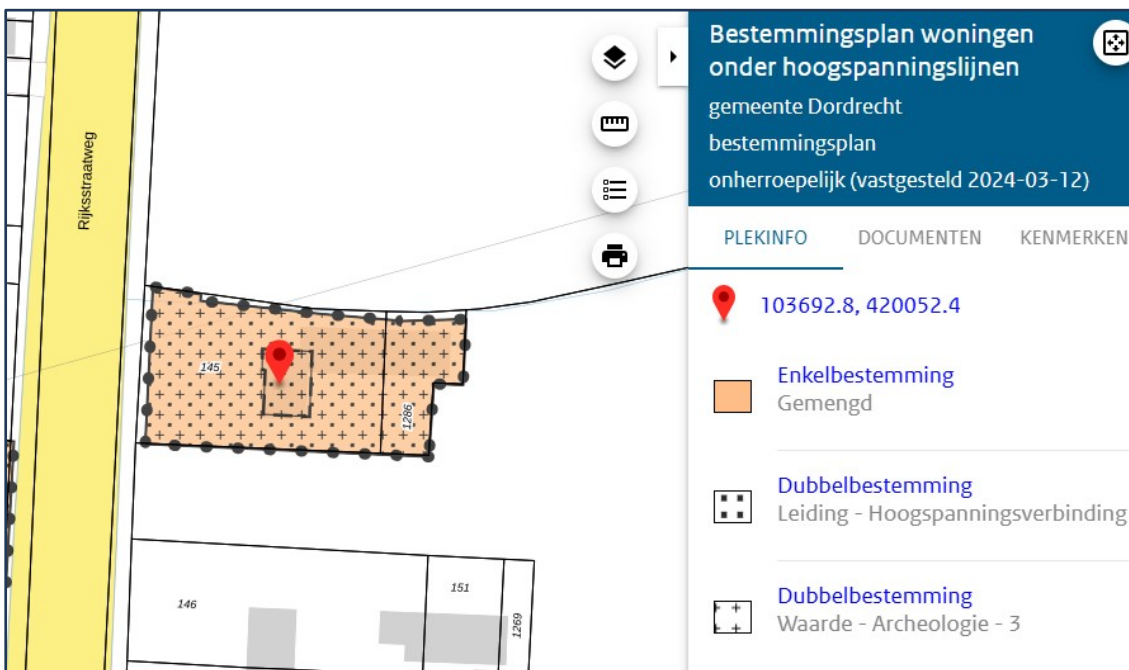 Bestemmingsplan woningen
onder hoogspanningslijnen
gemeente Dordrecht
bestemmingsplan
onherroepelijk (vastgesteld 2024-03-12)
PLEKINFO DOCUMENTEN KENMERKEN
103692.8, 420052.4
Enkelbestemming
Gemengd
Dubbelbestemming
Leiding - Hoogspanningsverbinding
Dubbelbestemming
Waarde - Archeologie - 3
Rijksstraatweg
145
1286
146
151
1269